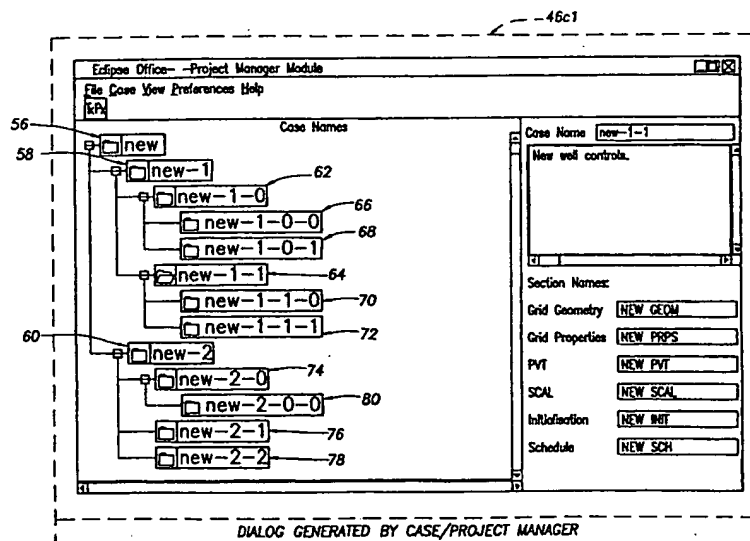 46c1
Eclipse Office- -Project Manager Module
File Case View Preferences Help
Case Names
56
new
58
new-1
62
new-1-0
66
new-1-0-0
68
new-1-0-1
new-1-1
64
new-1-1-0
70
new-1-1-1
72
60
new-2
74
new-2-0
new-2-0-0
80
new-2-1
76
new-2-2
78
Case Name new-1-1
New well controls.
Section Names:
Grid Geometry NEW GEOM
Grid Properties NEW PRPS
PVT NEW PVT
SCAL NEW SCAL
Initialisation NEW INIT
Schedule NEW SCH
DIALOG GENERATED BY CASE/PROJECT MANAGER